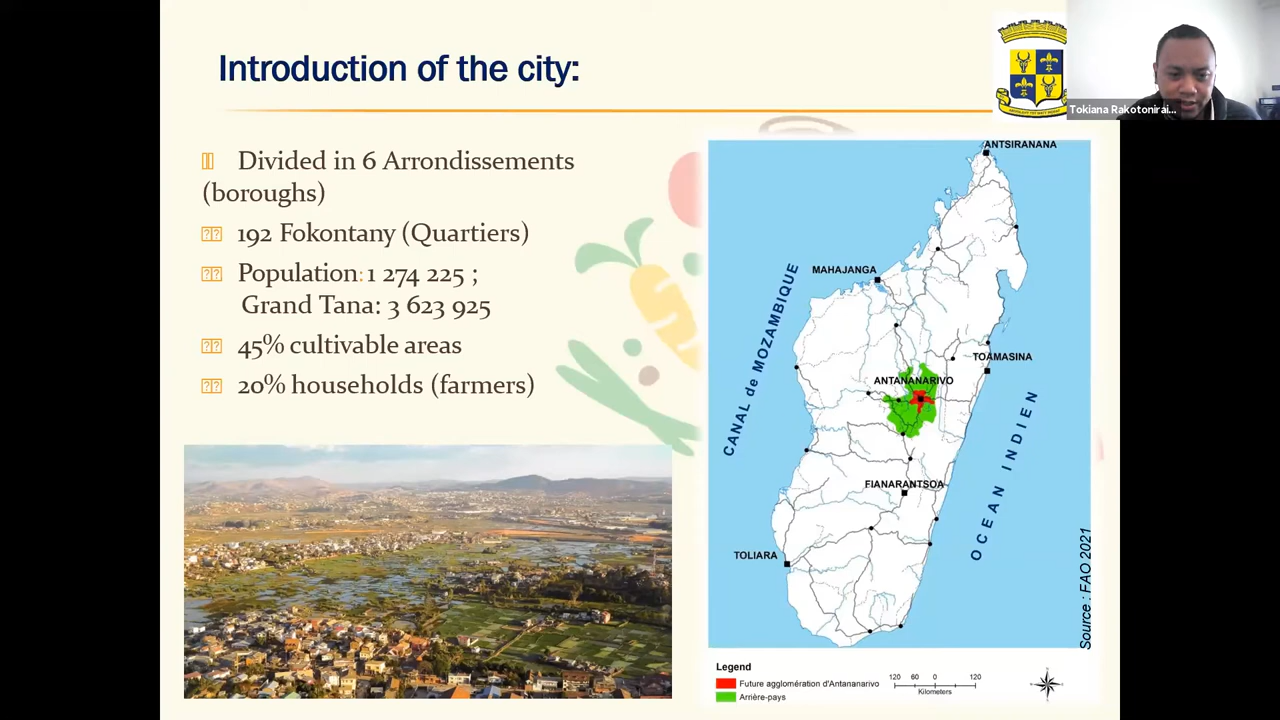 Introduction of the city:
Tokiana Rakotonirai...
Divided in 6 Arrondissements
(boroughs)
192 Fokontany (Quartiers)
Population:1 274 225 ;
Grand Tana: 3 623 925
45% cultivable areas
20% households (farmers)
ANTSIRANANA
MAHAJANGA
CANAL de MOZAMBIQUE
TOAMASINA
ANTANANARIVO
FIANARANTSOA
OCEAN INDIEN
TOLIARA
Source : FAO 2021
Legend
Future agglomération d'Antananarivo
Arrière-pays
120 60 0 120
Kilometers